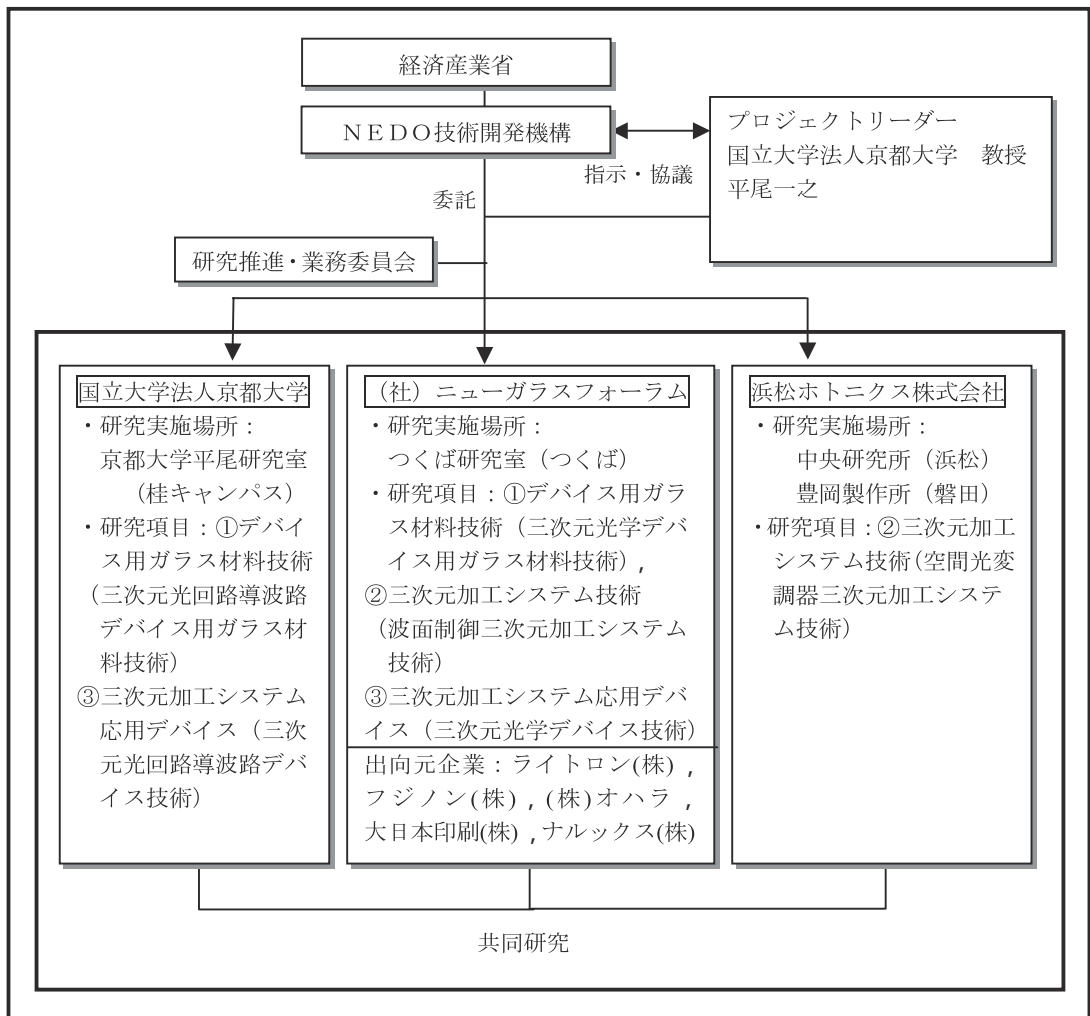 経済産業省
ＮＥＤＯ技術開発機構
プロジェクトリーダー
国立大学法人京都大学　教授
平尾一之
指示・協議
委託
研究推進・業務委員会
国立大学法人京都大学
・研究実施場所：
京都大学平尾研究室
（桂キャンパス）
・研究項目：①デバイ
ス用ガラス材料技術
（三次元光回路導波路
デバイス用ガラス材
料技術）
③三次元加工システム
応用デバイス（三次
元光回路導波路デバ
イス技術）
（社）ニューガラスフォーラム
・研究実施場所：
つくば研究室（つくば）
・研究項目：①デバイス用ガラ
ス材料技術（三次元光学デバ
イス用ガラス材料技術）,
②三次元加工システム技術
（波面制御三次元加工システム
技術）
③三次元加工システム応用デバ
イス（三次元光学デバイス技術）
出向元企業：ライトロン(株) ,
フジノン(株) , (株)オハラ ,
大日本印刷(株) , ナルックス(株)
浜松ホトニクス株式会社
・研究実施場所：
中央研究所（浜松）
豊岡製作所（磐田）
・研究項目：②三次元加工
システム技術(空間光変
調器三次元加工システ
ム技術）
共同研究